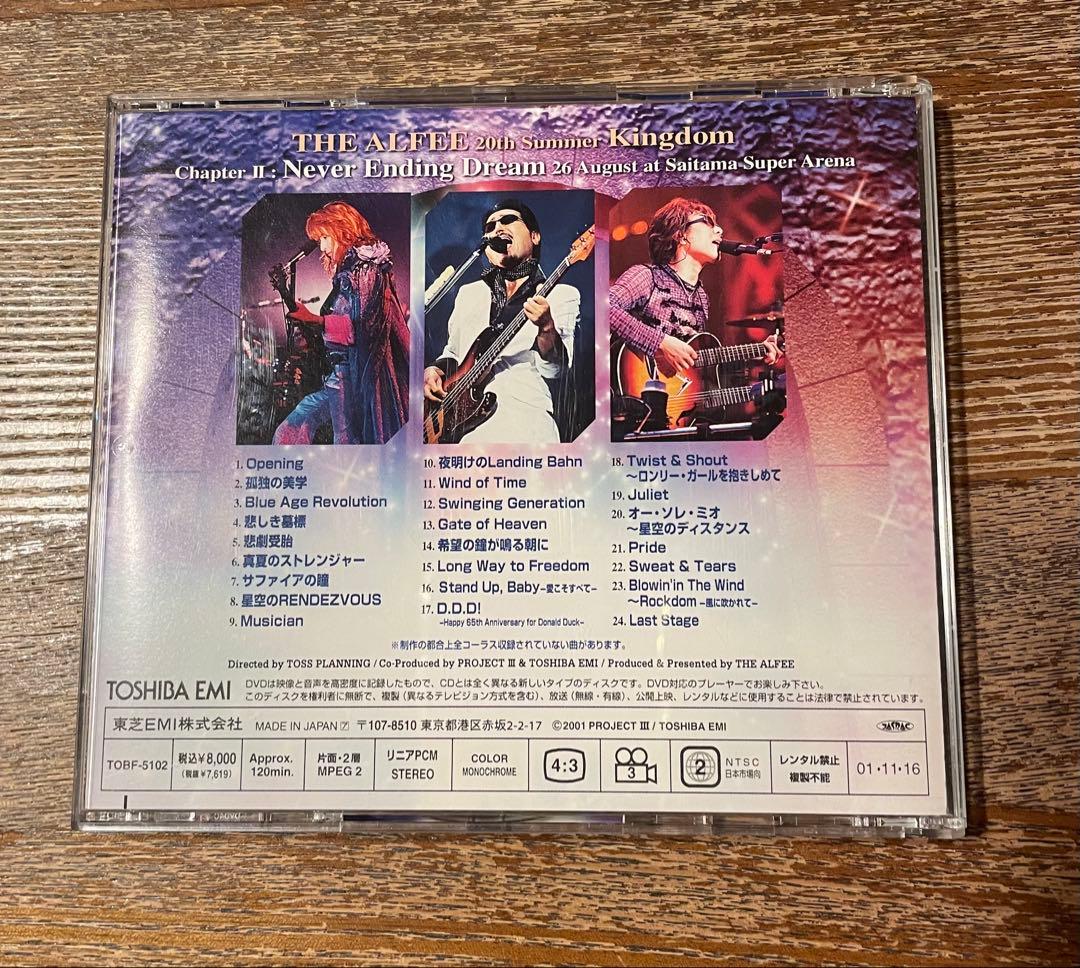 THE ALFEE 20th Summer Kingdom
Chapter II : Never Ending Dream 26 August at Saitama Super Arena
1. Opening
2. 孤独の美学
3. Blue Age Revolution
4. 悲しき墓標
5. 悲劇受胎
6. 真夏のストレンジャー
7. サファイアの瞳
8. 星空のRENDEZVOUS
9. Musician
10. 夜明けのLanding Bahn
11. Wind of Time
12. Swinging Generation
13. Gate of Heaven
14. 希望の鐘が鳴る朝に
15. Long Way to Freedom
16. Stand Up, Baby−愛こそすべて−
17. D.D.D!
−Happy 65th Anniversary for Donald Duck−
18. Twist & Shout
〜ロンリー・ガールを抱きしめて
19. Juliet
20. オー・ソレ・ミオ
〜星空のディスタンス
21. Pride
22. Sweat & Tears
23. Blowin'in The Wind
〜Rockdom −風に吹かれて−
24. Last Stage
※制作の都合上全コーラス収録されていない曲があります。
Directed by TOSS PLANNING / Co-Produced by PROJECT III & TOSHIBA EMI / Produced & Presented by THE ALFEE
TOSHIBA EMI
DVDは映像と音声を高密度に記録したもので、CDとは全く異なる新しいタイプのディスクです。DVD対応のプレーヤーでお楽しみ下さい。
このディスクを権利者に無断で、複製（異なるテレビジョン方式を含む）、放送（無線・有線）、公開上映、レンタルなどに使用することは法律で禁止されています。
東芝EMI株式会社 MADE IN JAPAN 7 〒107-8510 東京都港区赤坂2-2-17 ©2001 PROJECT III / TOSHIBA EMI JASRAC
TOBF-5102
税込¥8,000
(税抜¥7,619)
Approx.
120min.
片面・2層
MPEG 2
リニアPCM
STEREO
COLOR
MONOCHROME
4:3
3
2
NTSC
日本市場向
レンタル禁止
複製不能
01・11・16